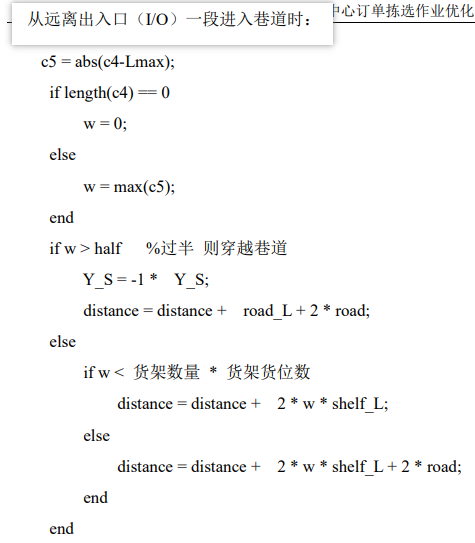 从远离出入口（I/O）一段进入巷道时：
中心订单拣选作业优化
c5 = abs(c4-Lmax);
if length(c4) == 0
w = 0;
else
w = max(c5);
end
if w > half %过半 则穿越巷道
Y_S = -1 * Y_S;
distance = distance + road_L + 2 * road;
else
if w < 货架数量 * 货架货位数
distance = distance + 2 * w * shelf_L;
else
distance = distance + 2 * w * shelf_L + 2 * road;
end
end